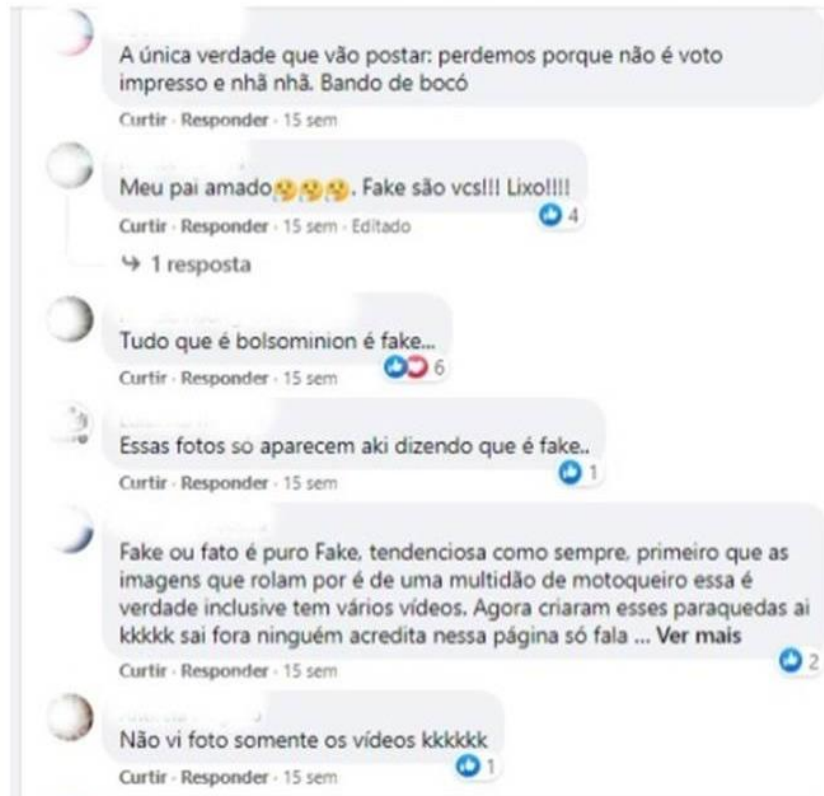 A única verdade que vão postar: perdemos porque não é voto
impresso e nhã nhã. Bando de bocó
Curtir · Responder · 15 sem
Meu pai amado🤔🤔🤔. Fake são vcs!!! Lixo!!!!
4
Curtir · Responder · 15 sem · Editado
1 resposta
Tudo que é bolsominion é fake...
6
Curtir · Responder · 15 sem
Essas fotos so aparecem aki dizendo que é fake..
1
Curtir · Responder · 15 sem
Fake ou fato é puro Fake, tendenciosa como sempre, primeiro que as
imagens que rolam por é de uma multidão de motoqueiro essa é
verdade inclusive tem vários vídeos. Agora criaram esses paraquedas ai
kkkkk sai fora ninguém acredita nessa página só fala ... Ver mais
2
Curtir · Responder · 15 sem
Não vi foto somente os vídeos kkkkkk
1
Curtir · Responder · 15 sem